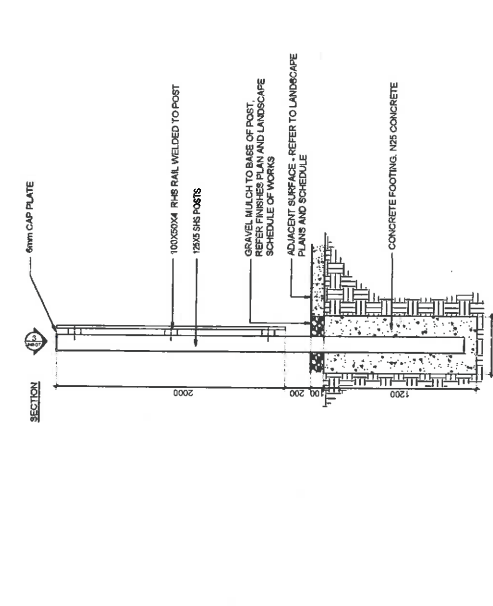 SECTION
3
6mm CAP PLATE
100X50X4 RHS RAIL WELDED TO POST
125X5 SHS POSTS
GRAVEL MULCH TO BASE OF POST,
REFER FINISHES PLAN AND LANDSCAPE
SCHEDULE OF WORKS
ADJACENT SURFACE - REFER TO LANDSCAPE
PLANS AND SCHEDULE
CONCRETE FOOTING. N25 CONCRETE
2000
200
100
1200